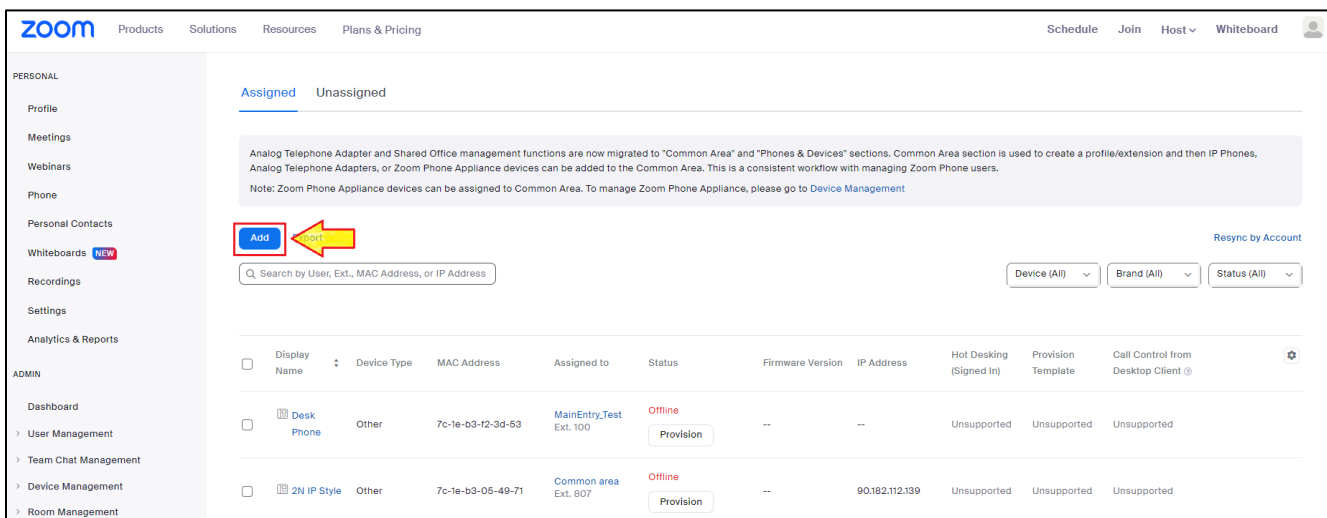 zoom Products Solutions Resources Plans & Pricing Schedule Join Host Whiteboard
PERSONAL
Profile
Meetings
Webinars
Phone
Personal Contacts
Whiteboards NEW
Recordings
Settings
Analytics & Reports
ADMIN
Dashboard
User Management
Team Chat Management
Device Management
Room Management
Assigned Unassigned
Analog Telephone Adapter and Shared Office management functions are now migrated to "Common Area" and "Phones & Devices" sections. Common Area section is used to create a profile/extension and then IP Phones,
Analog Telephone Adapters, or Zoom Phone Appliance devices can be added to the Common Area. This is a consistent workflow with managing Zoom Phone users.
Note: Zoom Phone Appliance devices can be assigned to Common Area. To manage Zoom Phone Appliance, please go to Device Management
Add Export Resync by Account
Search by User, Ext., MAC Address, or IP Address Device (All) Brand (All) Status (All)
Display Name Device Type MAC Address Assigned to Status Firmware Version IP Address Hot Desking (Signed In) Provision Template Call Control from Desktop Client
Desk Phone Other 7c-1e-b3-f2-3d-53 MainEntry_Test Ext. 100 Offline Provision -- -- Unsupported Unsupported Unsupported
2N IP Style Other 7c-1e-b3-05-49-71 Common area Ext. 807 Offline Provision -- 90.182.112.139 Unsupported Unsupported Unsupported